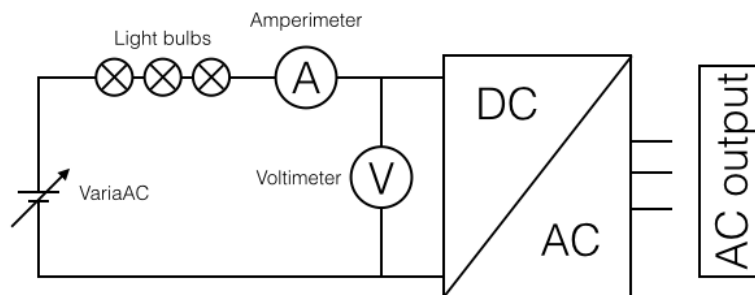 Amperimeter
Light bulbs
A
DC
VariaAC
Voltimeter
V
AC
AC output